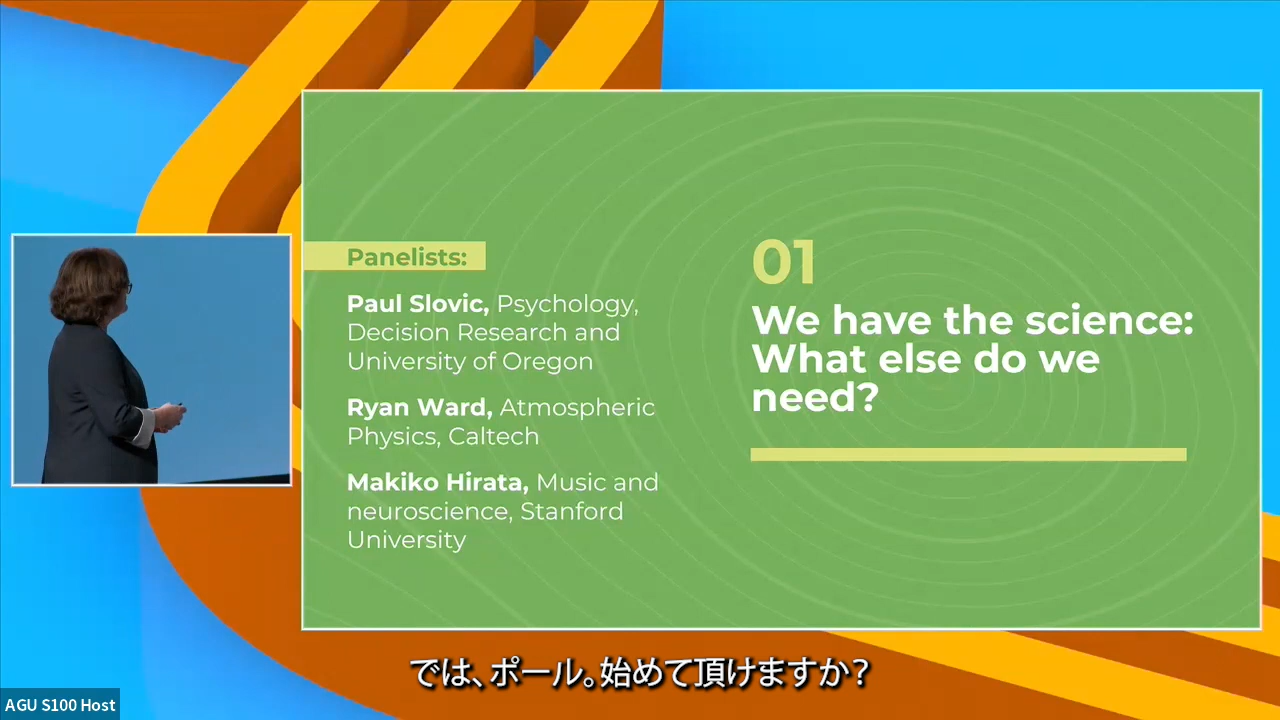 Panelists:
Paul Slovic, Psychology,
Decision Research and
University of Oregon
Ryan Ward, Atmospheric
Physics, Caltech
Makiko Hirata, Music and
neuroscience, Stanford
University
01
We have the science:
What else do we
need?
では、ポール。始めて頂けますか?
AGU S100 Host